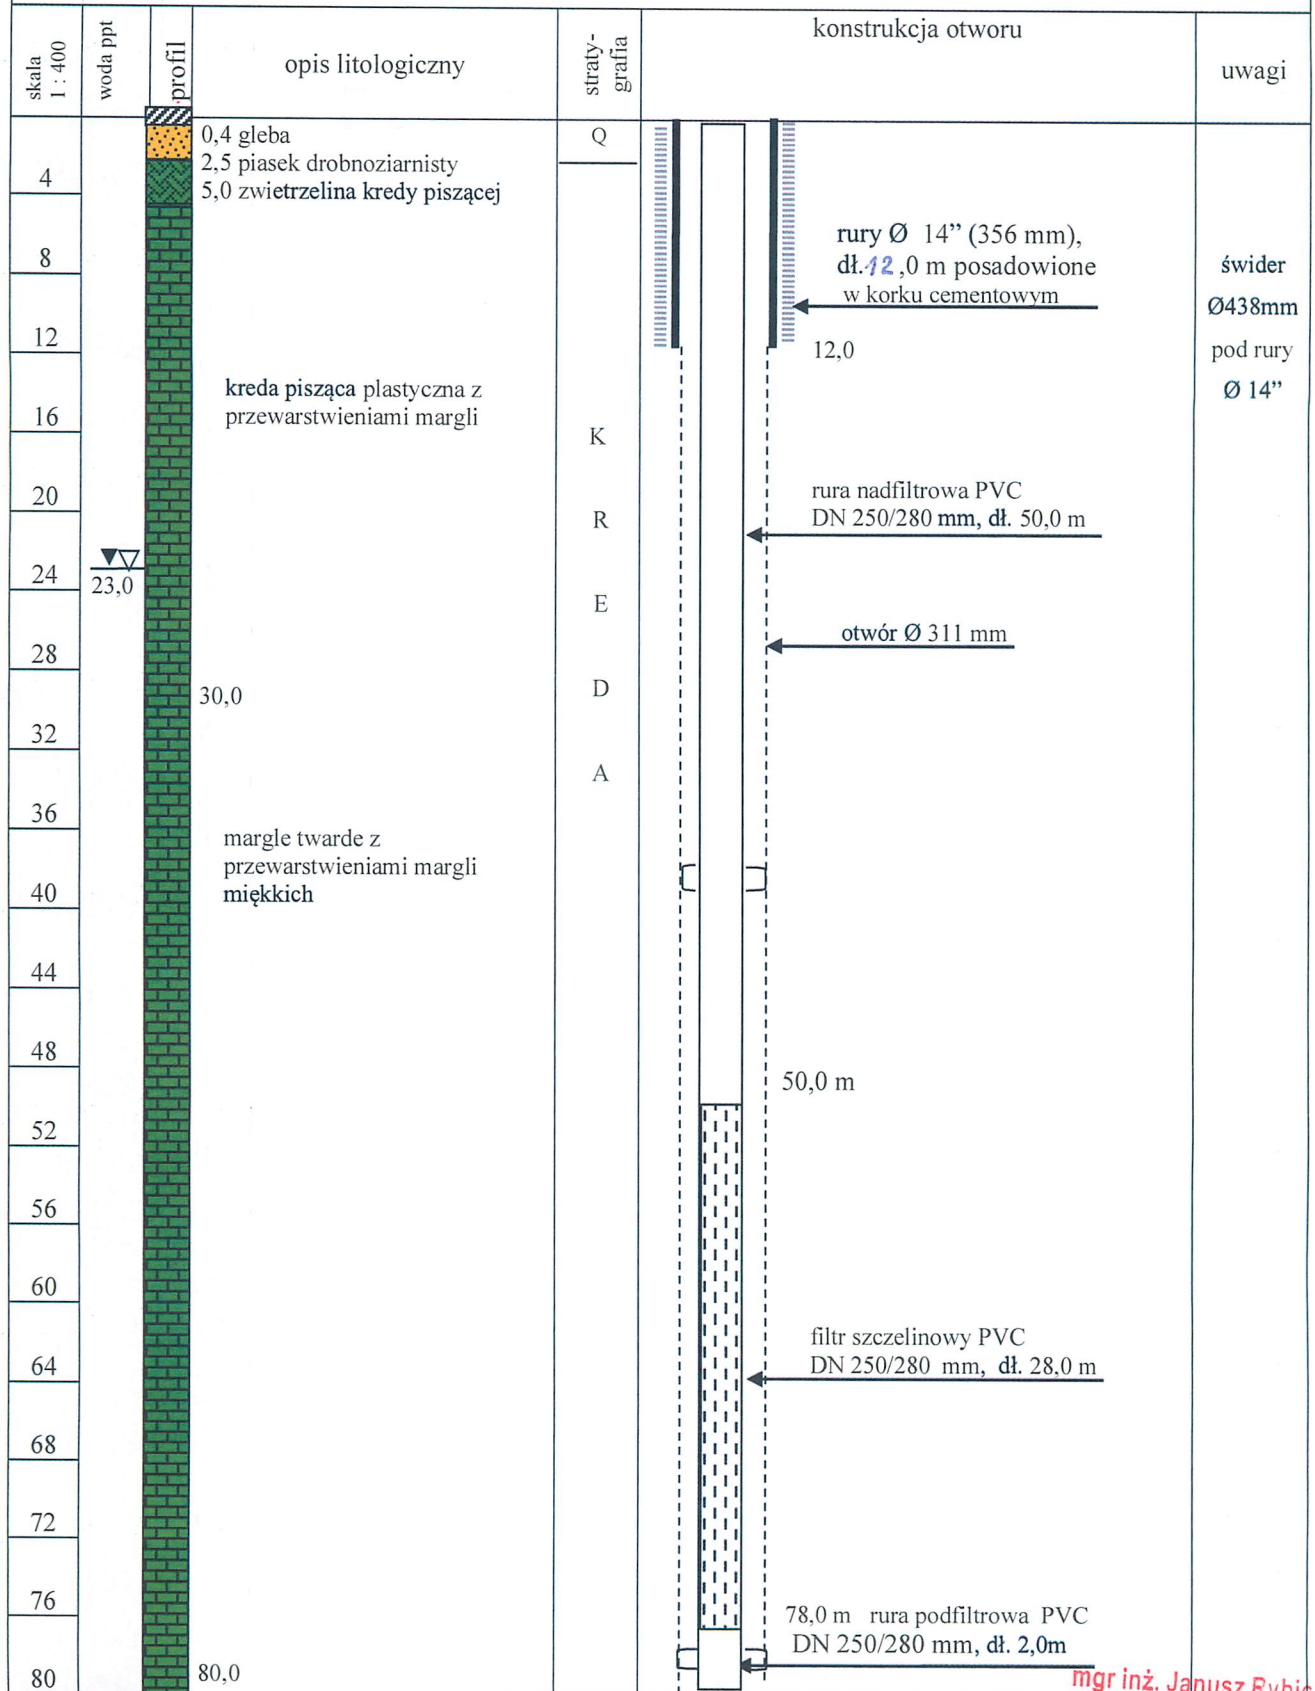 skala
1 : 400
woda ppt
profil
opis litologiczny
straty-
grafia
konstrukcja otworu
uwagi
0,4 gleba
2,5 piasek drobnoziarnisty
5,0 zwietrzelina kredy piszącej
Q
4
8
12
16
20
24
28
32
36
40
44
48
52
56
60
64
68
72
76
80
23,0
kreda pisząca plastyczna z
przewarstwieniami margli
30,0
margle twarde z
przewarstwieniami margli
miękkich
80,0
K
R
E
D
A
rury Ø 14” (356 mm),
dł.12,0 m posadowione
w korku cementowym
12,0
rura nadfiltrowa PVC
DN 250/280 mm, dł. 50,0 m
otwór Ø 311 mm
50,0 m
filtr szczelinowy PVC
DN 250/280 mm, dł. 28,0 m
78,0 m rura podfiltrowa PVC
DN 250/280 mm, dł. 2,0m
świder
Ø438mm
pod rury
Ø 14”
mgr inż. Janusz